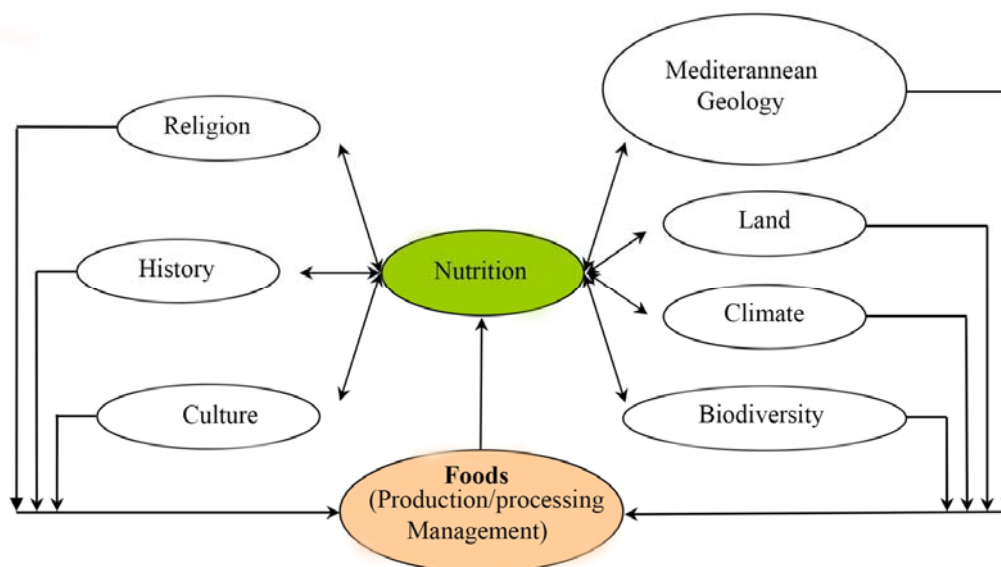 Mediterannean
Geology
Religion
Land
History
Nutrition
Climate
Culture
Biodiversity
Foods
(Production/processing
Management)